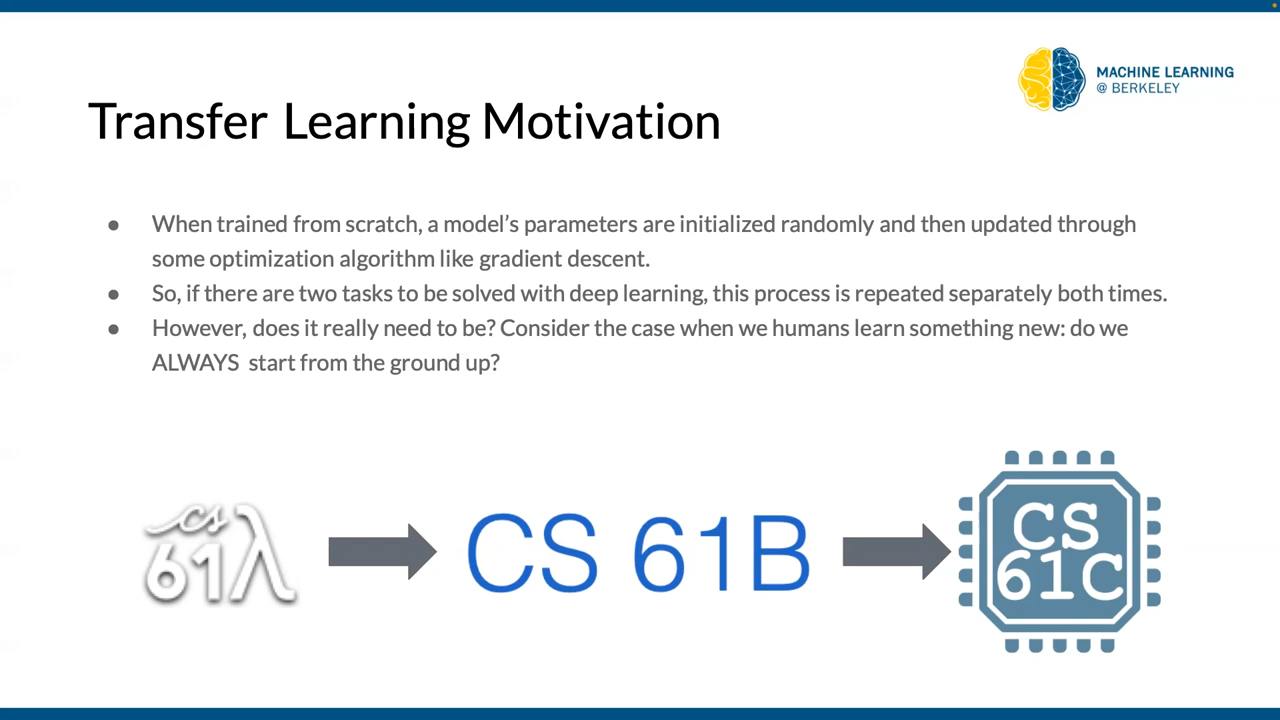 MACHINE LEARNING
@ BERKELEY
Transfer Learning Motivation
● When trained from scratch, a model’s parameters are initialized randomly and then updated through
some optimization algorithm like gradient descent.
● So, if there are two tasks to be solved with deep learning, this process is repeated separately both times.
● However, does it really need to be? Consider the case when we humans learn something new: do we
ALWAYS start from the ground up?
cs
61λ
CS 61B
CS
61C